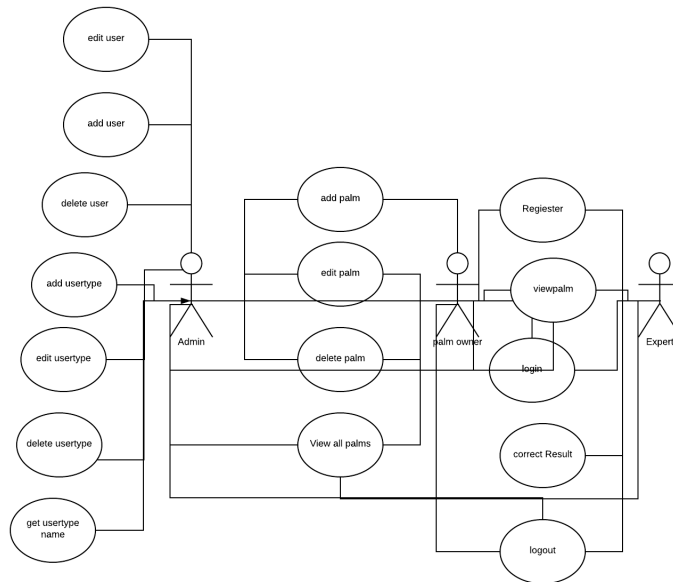 edit user
add user
delete user
add palm
Regiester
add usertype
edit palm
viewpalm
Admin
palm owner
Expert
edit usertype
delete palm
login
delete usertype
View all palms
correct Result
get usertype
name
logout